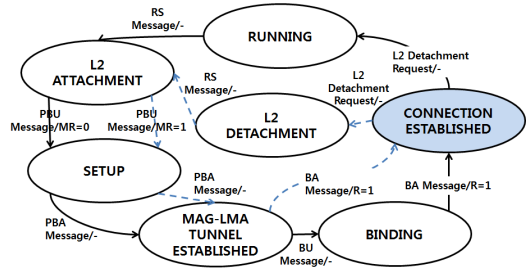 RS
Message/-
RUNNING
L2 Detachment
Request/-
L2
ATTACHMENT
RS
Message/-
L2
Detachment
Request/-
L2
DETACHMENT
CONNECTION
ESTABLISHED
PBU
Message/MR=0
PBU
Message/MR=1
SETUP
PBA
Message/-
BA
Message/R=1
BA Message/R=1
PBA
Message/-
MAG-LMA
TUNNEL
ESTABLISHED
BU
Message/-
BINDING